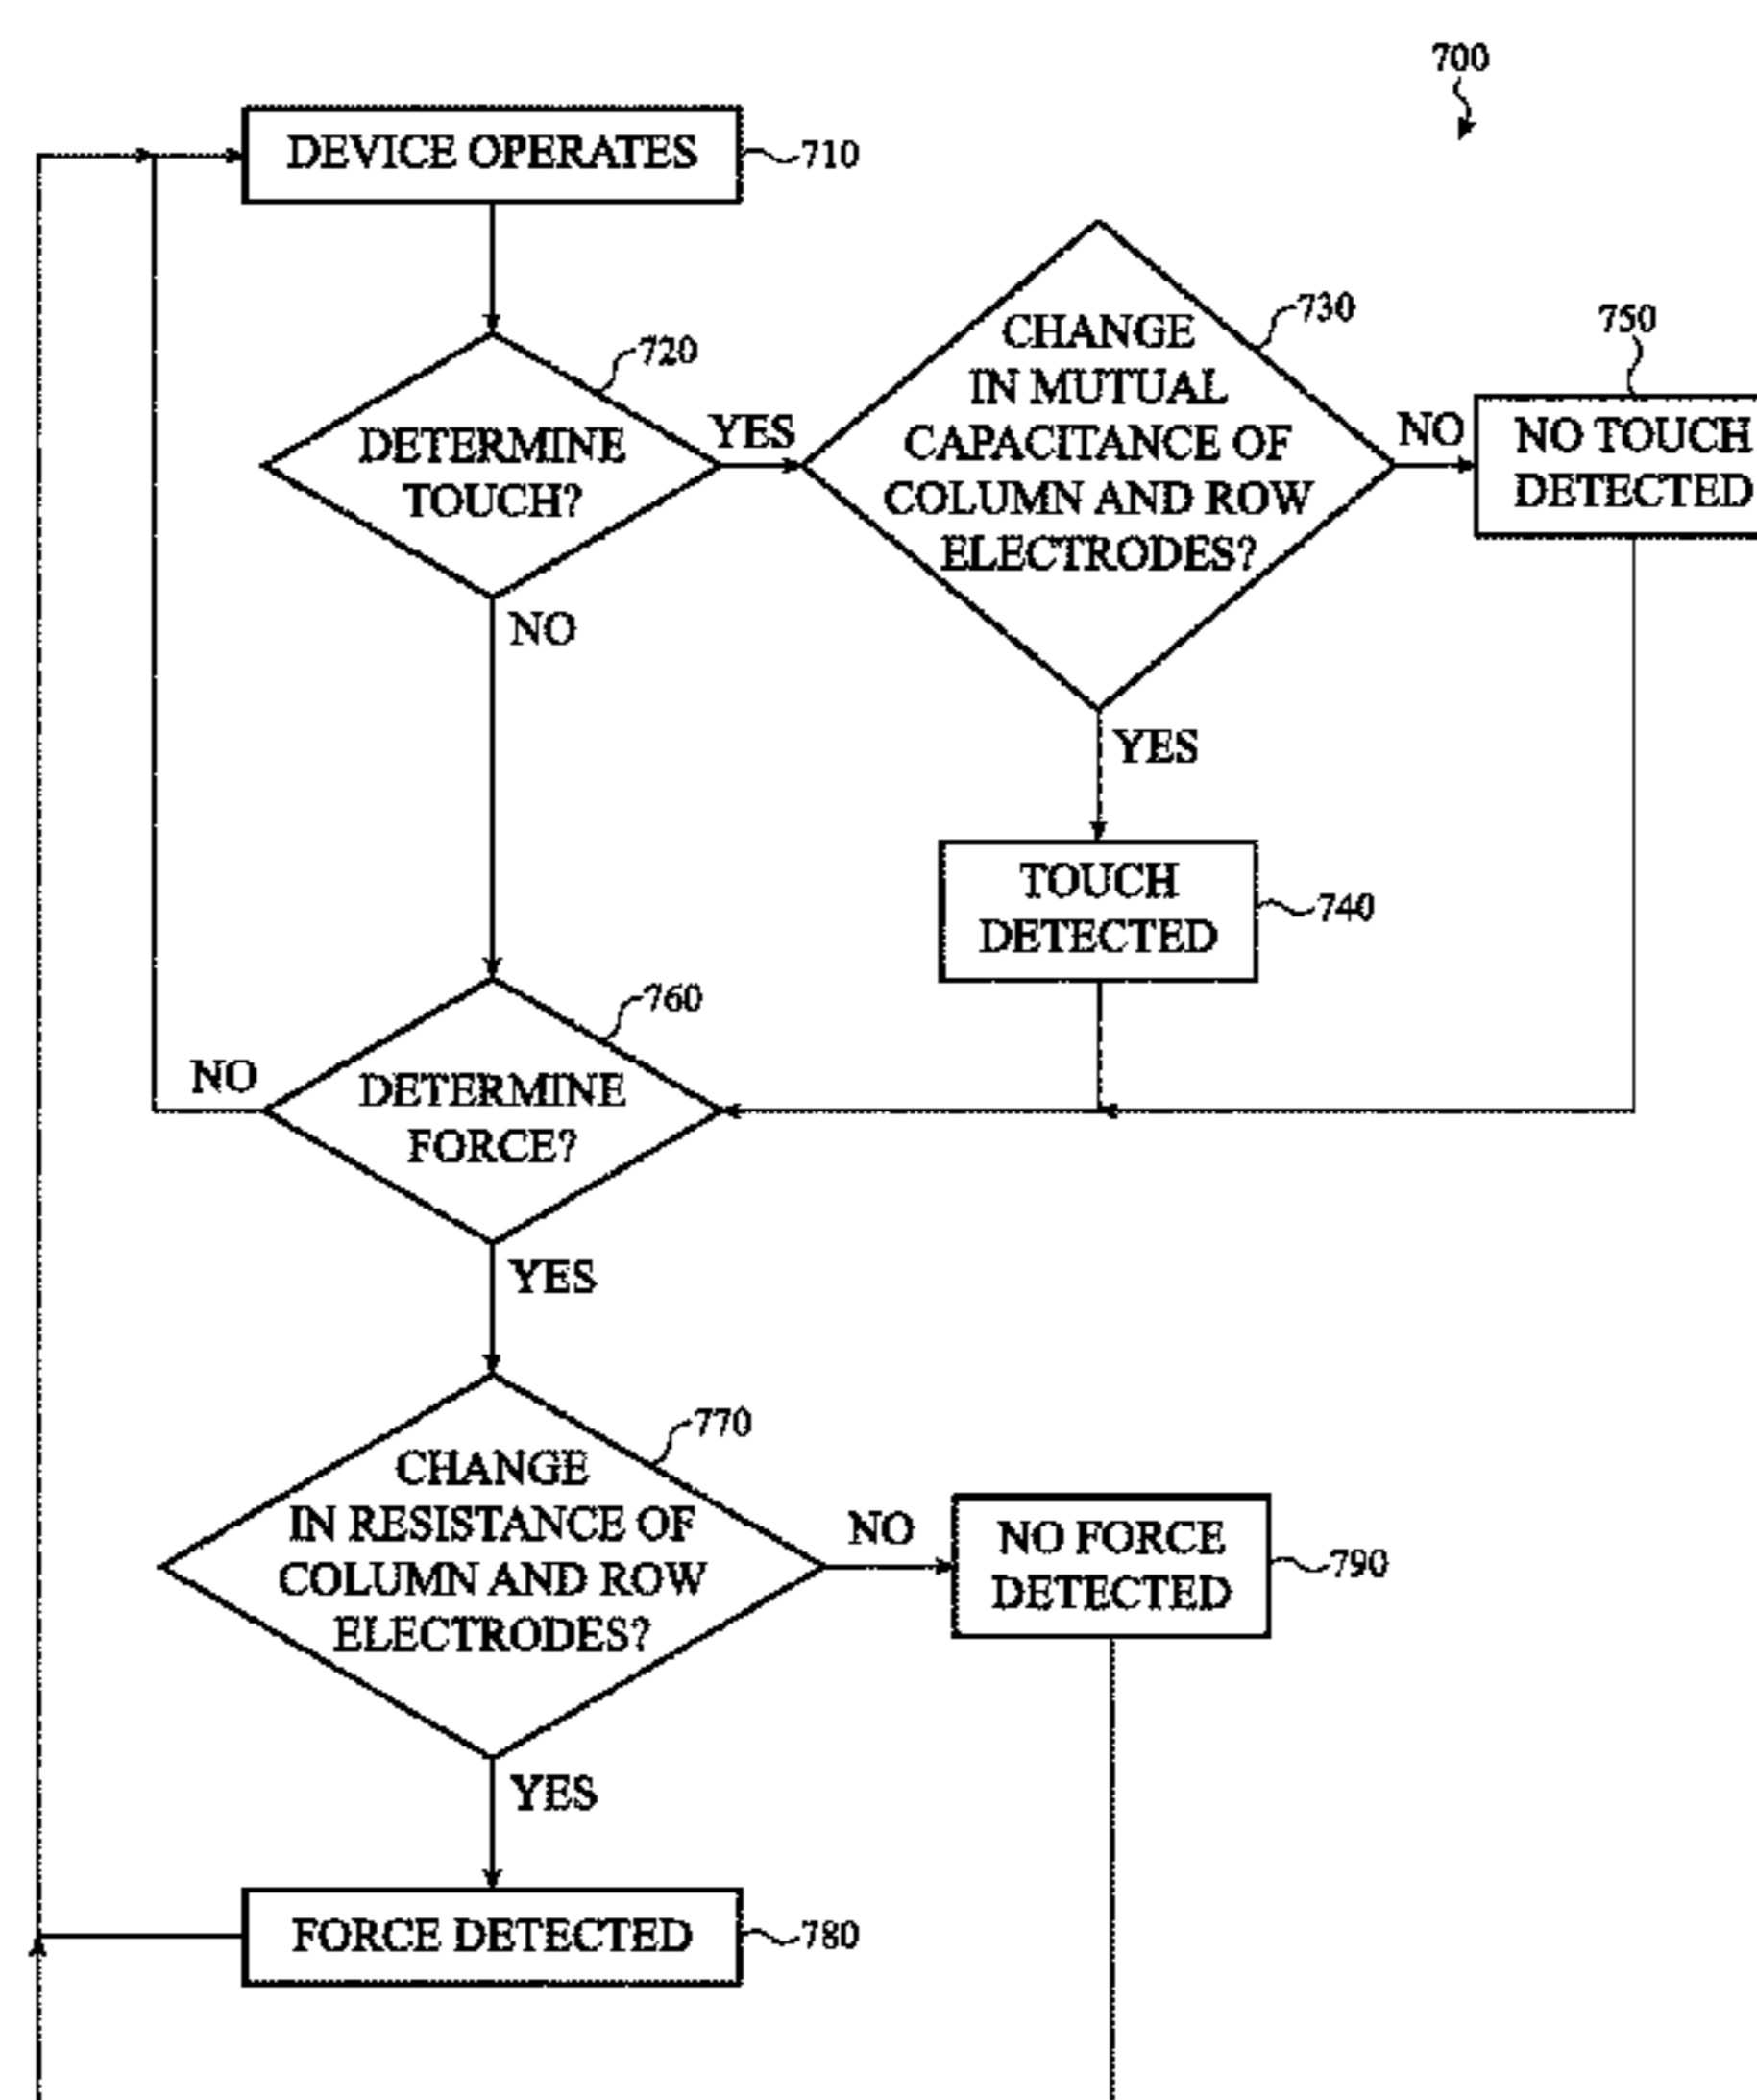 700
DEVICE OPERATES
710
720
DETERMINE
TOUCH?
YES
NO
730
CHANGE
IN MUTUAL
CAPACITANCE OF
COLUMN AND ROW
ELECTRODES?
NO
YES
750
NO TOUCH
DETECTED
TOUCH
DETECTED
740
760
DETERMINE
FORCE?
NO
YES
770
CHANGE
IN RESISTANCE OF
COLUMN AND ROW
ELECTRODES?
NO
YES
NO FORCE
DETECTED
790
FORCE DETECTED
780